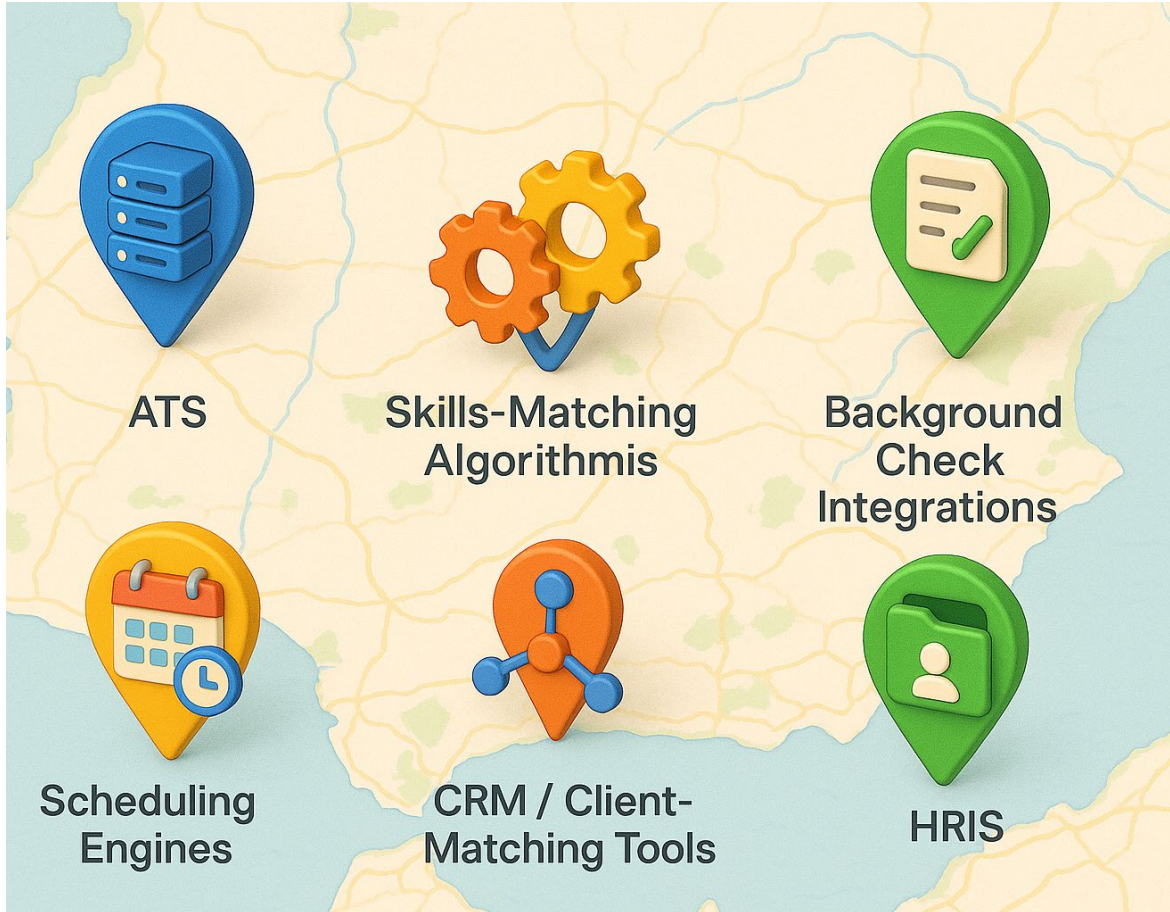 ATS
Skills-Matching
Algorithmis
Background
Check
Integrations
Scheduling
Engines
CRM / Client-
Matching Tools
HRIS